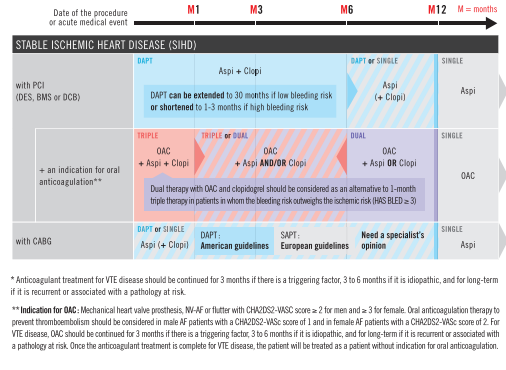 Date of the procedure
or acute medical event
M1 M3 M6 M12 M = months
STABLE ISCHEMIC HEART DISEASE (SIHD)
DAPT DAPT or SINGLE SINGLE
with PCI
(DES, BMS or DCB)
Aspi + Clopi
DAPT can be extended to 30 months if low bleeding risk
or shortened to 1-3 months if high bleeding risk
Aspi
(+ Clopi)
Aspi
TRIPLE TRIPLE or DUAL DUAL SINGLE
+ an indication for oral
anticoagulation**
OAC
+ Aspi + Clopi
OAC
+ Aspi AND/OR Clopi
OAC
+ Aspi OR Clopi
OAC
Dual therapy with OAC and clopidogrel should be considered as an alternative to 1-month
triple therapy in patients in whom the bleeding risk outweighs the ischemic risk (HAS BLED ≥ 3)
DAPT or SINGLE SINGLE
with CABG
Aspi (+ Clopi)
DAPT:
American guidelines
SAPT:
European guidelines
Need a specialist's
opinion
Aspi
* Anticoagulant treatment for VTE disease should be continued for 3 months if there is a triggering factor, 3 to 6 months if it is idiopathic, and for long-term
if it is recurrent or associated with a pathology at risk.
** Indication for OAC: Mechanical heart valve prosthesis, NV-AF or flutter with CHA2DS2-VASC score ≥ 2 for men and ≥ 3 for female. Oral anticoagulation therapy to
prevent thromboembolism should be considered in male AF patients with a CHA2DS2-VASc score of 1 and in female AF patients with a CHA2DS2-VASc score of 2. For
VTE disease, OAC should be continued for 3 months if there is a triggering factor, 3 to 6 months if it is idiopathic, and for long-term if it is recurrent or associated with
a pathology at risk. Once the anticoagulant treatment is complete for VTE disease, the patient will be treated as a patient without indication for oral anticoagulation.